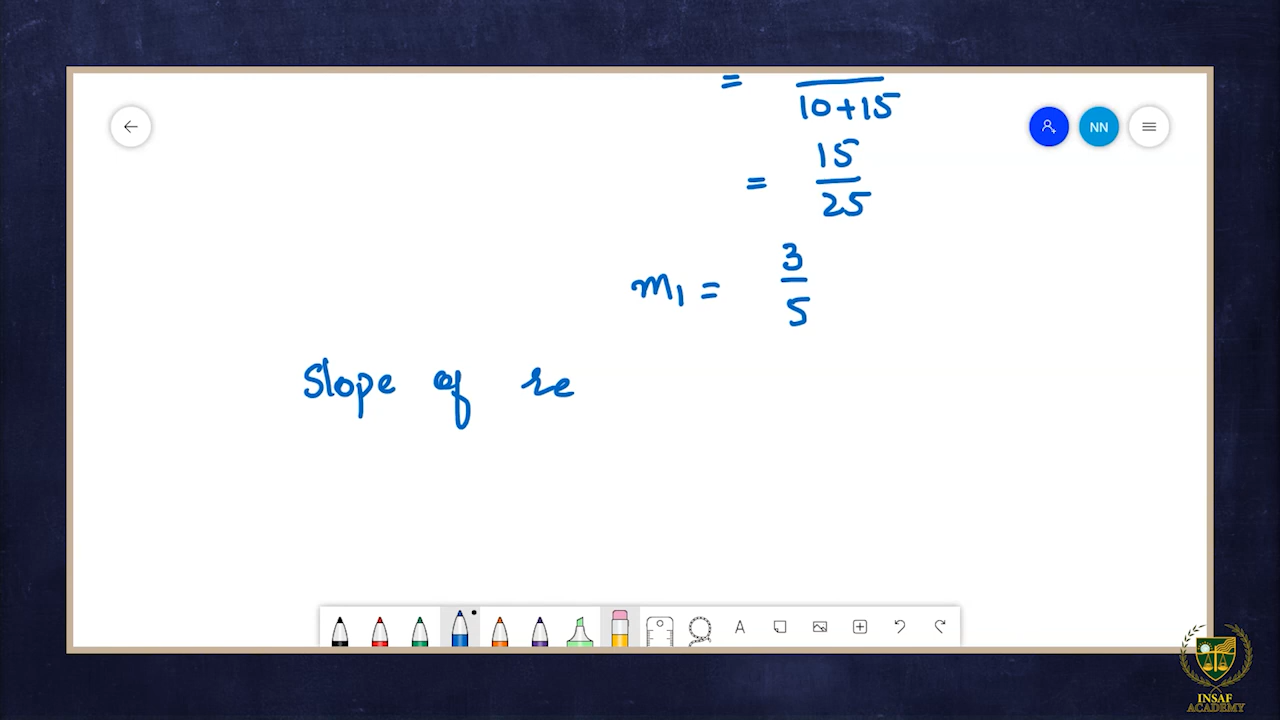 = 
10+15
NN
= 15/25
m₁ = 3/5
Slope of re
A
INSAF
ACADEMY